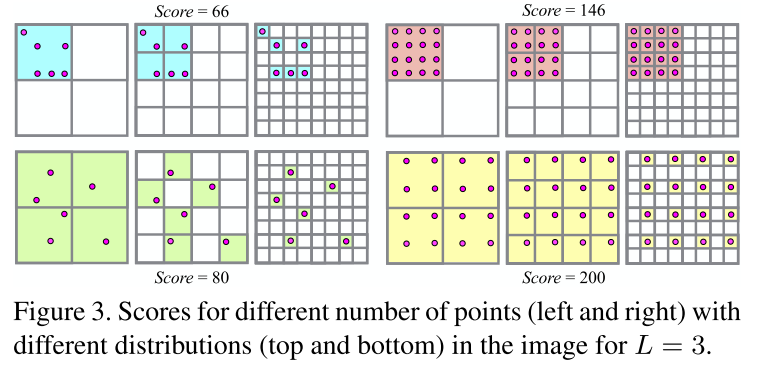 Score = 66
Score = 146
Score = 80
Score = 200
Figure 3. Scores for different number of points (left and right) with
different distributions (top and bottom) in the image for L = 3.